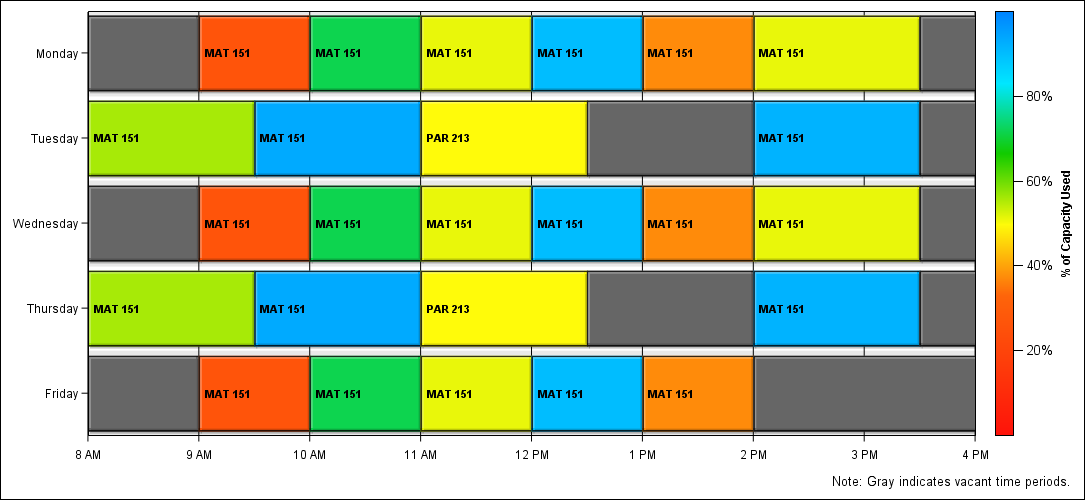 Monday
MAT 151 MAT 151 MAT 151 MAT 151 MAT 151 MAT 151
Tuesday
MAT 151 MAT 151 PAR 213 MAT 151
Wednesday
MAT 151 MAT 151 MAT 151 MAT 151 MAT 151 MAT 151
Thursday
MAT 151 MAT 151 PAR 213 MAT 151
Friday
MAT 151 MAT 151 MAT 151 MAT 151 MAT 151
8 AM 9 AM 10 AM 11 AM 12 PM 1 PM 2 PM 3 PM 4 PM
80%
60%
40%
20%
% of Capacity Used
Note: Gray indicates vacant time periods.